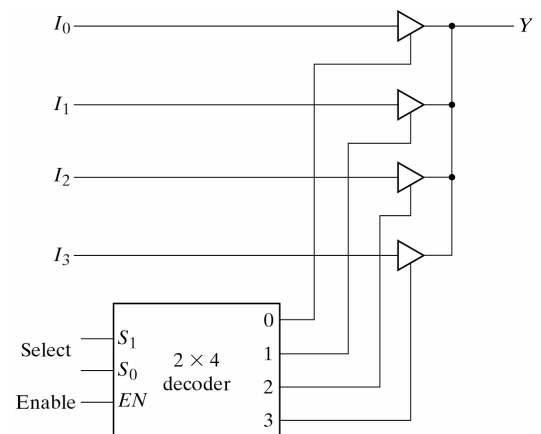 I0
Y
I1
I2
I3
0
Select
S1
2 × 4
1
S0
decoder
2
Enable
EN
3